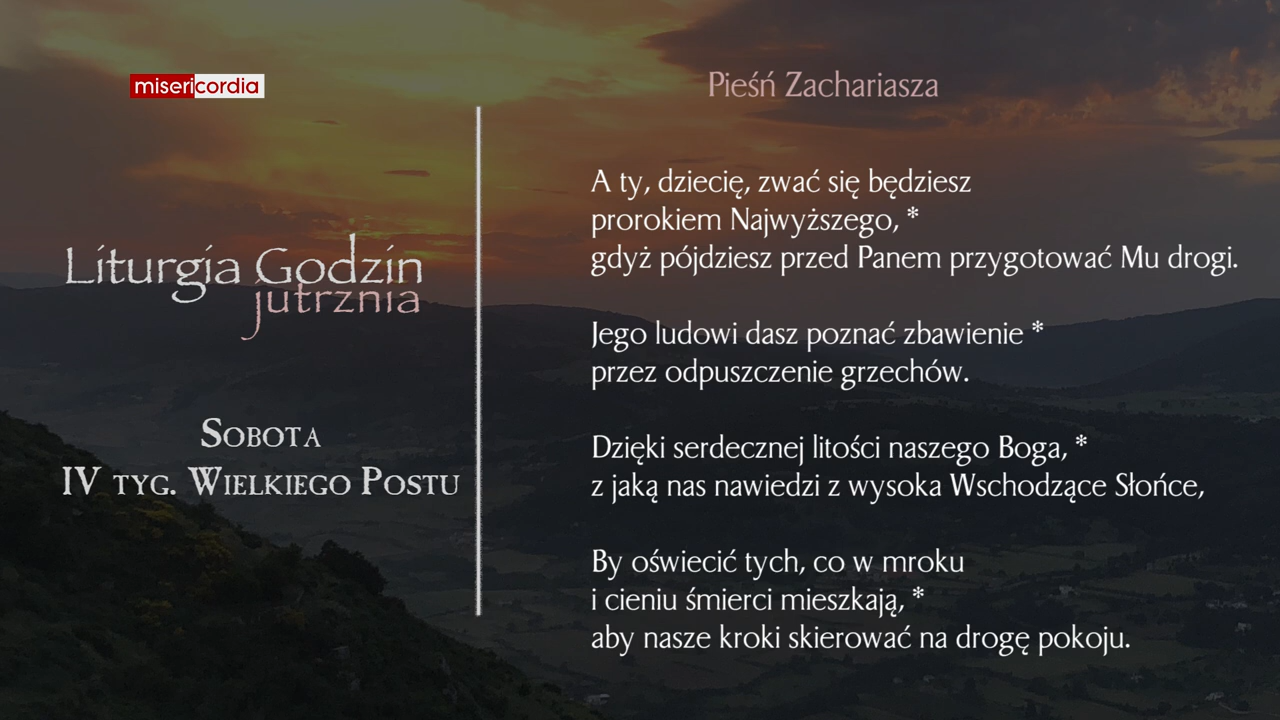 misericordia
Liturgia Godzin
jutrznia
Sobota
IV tyg. Wielkiego Postu
Pieśń Zachariasza
A ty, dziecię, zwać się będziesz
prorokiem Najwyższego, *
gdyż pójdziesz przed Panem przygotować Mu drogi.
Jego ludowi dasz poznać zbawienie *
przez odpuszczenie grzechów.
Dzięki serdecznej litości naszego Boga, *
z jaką nas nawiedzi z wysoka Wschodzące Słońce,
By oświecić tych, co w mroku
i cieniu śmierci mieszkają, *
aby nasze kroki skierować na drogę pokoju.